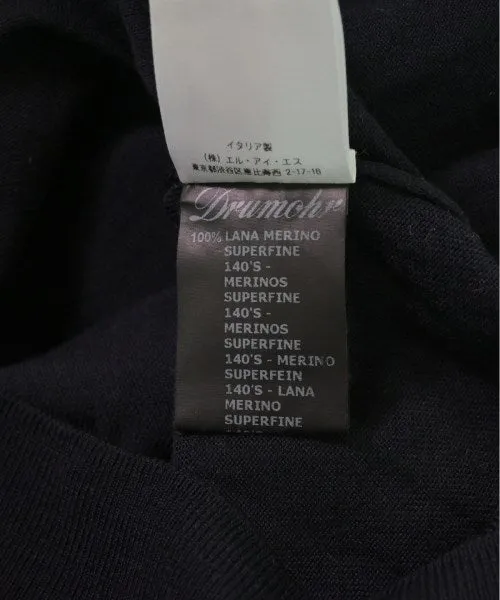 イタリア製
(株) エル・アイ・エス
東京都渋谷区恵比寿西 2-17-16
Drumohr
100% LANA MERINO
SUPERFINE
140'S -
MERINOS
SUPERFINE
140'S -
MERINOS
SUPERFINE
140'S - MERINO
SUPERFEIN
140'S - LANA
MERINO
SUPERFINE